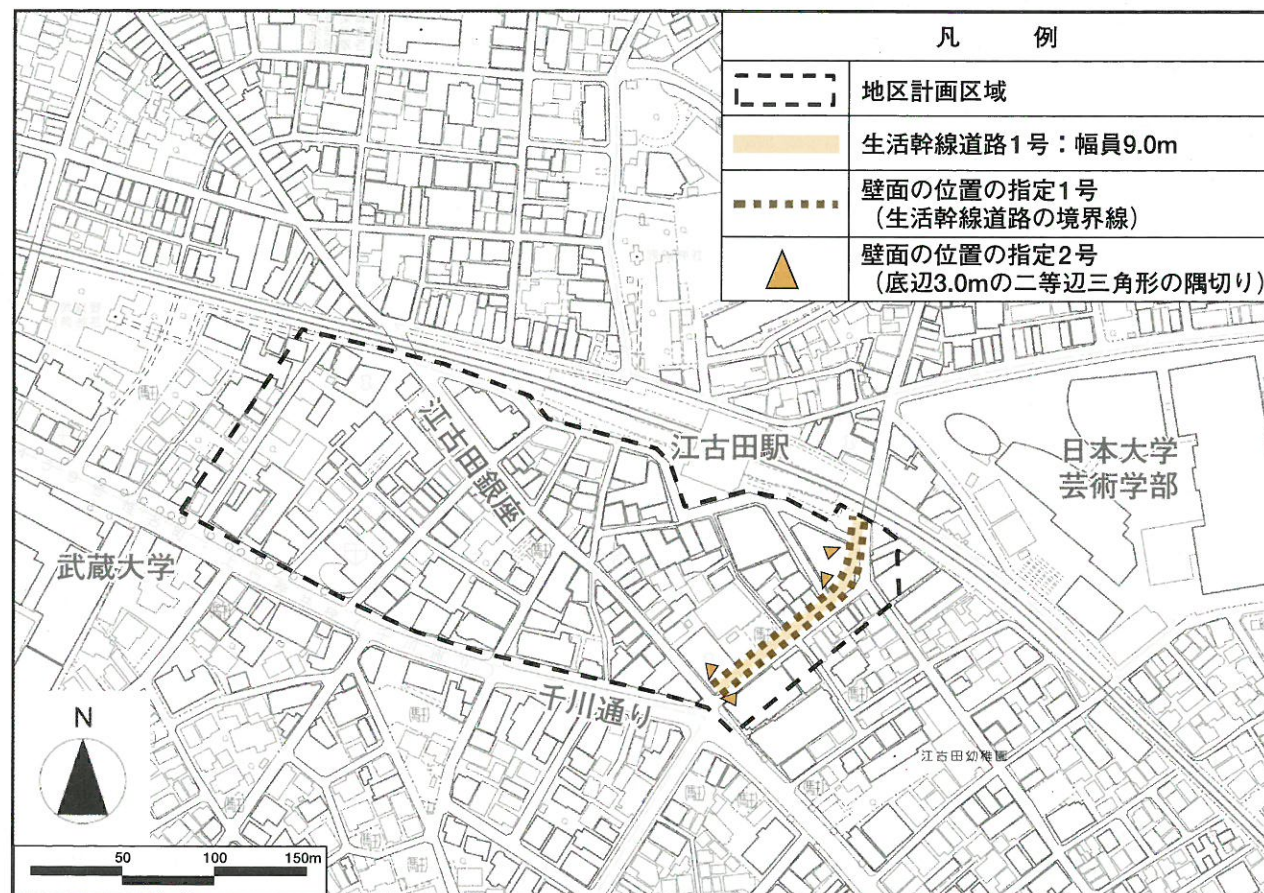 凡 例
地区計画区域
生活幹線道路1号：幅員9.0m
壁面の位置の指定1号
（生活幹線道路の境界線）
壁面の位置の指定2号
（底辺3.0mの二等辺三角形の隅切り）
江古田駅
日本大学
芸術学部
江古田銀座
武蔵大学
千川通り
江古田幼稚園
N
50 100 150m